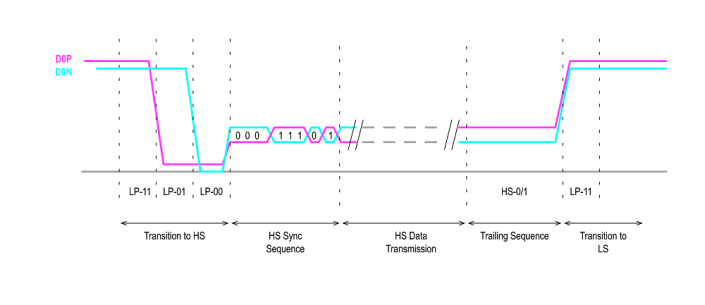 D0P
D0N
0 0 0 1 1 1 0 1
LP-11 LP-01 LP-00 HS-0/1 LP-11
Transition to HS
HS Sync
Sequence
HS Data
Transmission
Trailing Sequence
Transition to
LS